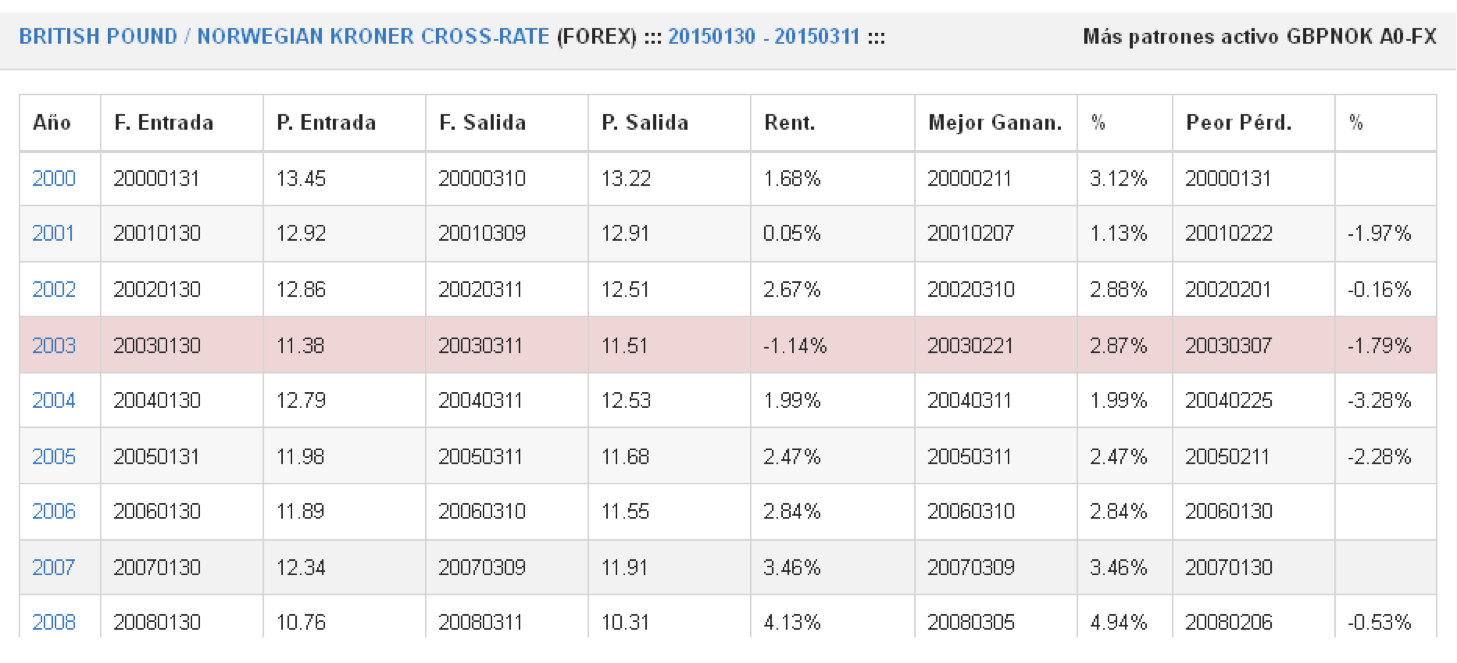 BRITISH POUND / NORWEGIAN KRONER CROSS-RATE (FOREX) ::: 20150130 - 20150311 ::: Más patrones activo GBPNOK A0-FX
Año F. Entrada P. Entrada F. Salida P. Salida Rent. Mejor Ganan. % Peor Pérd. %
2000 20000131 13.45 20000310 13.22 1.68% 20000211 3.12% 20000131
2001 20010130 12.92 20010309 12.91 0.05% 20010207 1.13% 20010222 -1.97%
2002 20020130 12.86 20020311 12.51 2.67% 20020310 2.88% 20020201 -0.16%
2003 20030130 11.38 20030311 11.51 -1.14% 20030221 2.87% 20030307 -1.79%
2004 20040130 12.79 20040311 12.53 1.99% 20040311 1.99% 20040225 -3.28%
2005 20050131 11.98 20050311 11.68 2.47% 20050311 2.47% 20050211 -2.28%
2006 20060130 11.89 20060310 11.55 2.84% 20060310 2.84% 20060130
2007 20070130 12.34 20070309 11.91 3.46% 20070309 3.46% 20070130
2008 20080130 10.76 20080311 10.31 4.13% 20080305 4.94% 20080206 -0.53%